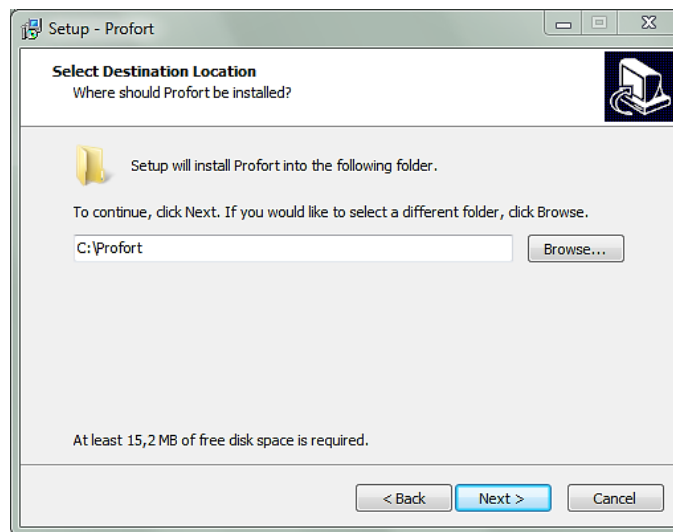 Setup - Profort
Select Destination Location
Where should Profort be installed?
Setup will install Profort into the following folder.
To continue, click Next. If you would like to select a different folder, click Browse.
C:\Profort
Browse...
At least 15,2 MB of free disk space is required.
< Back
Next >
Cancel